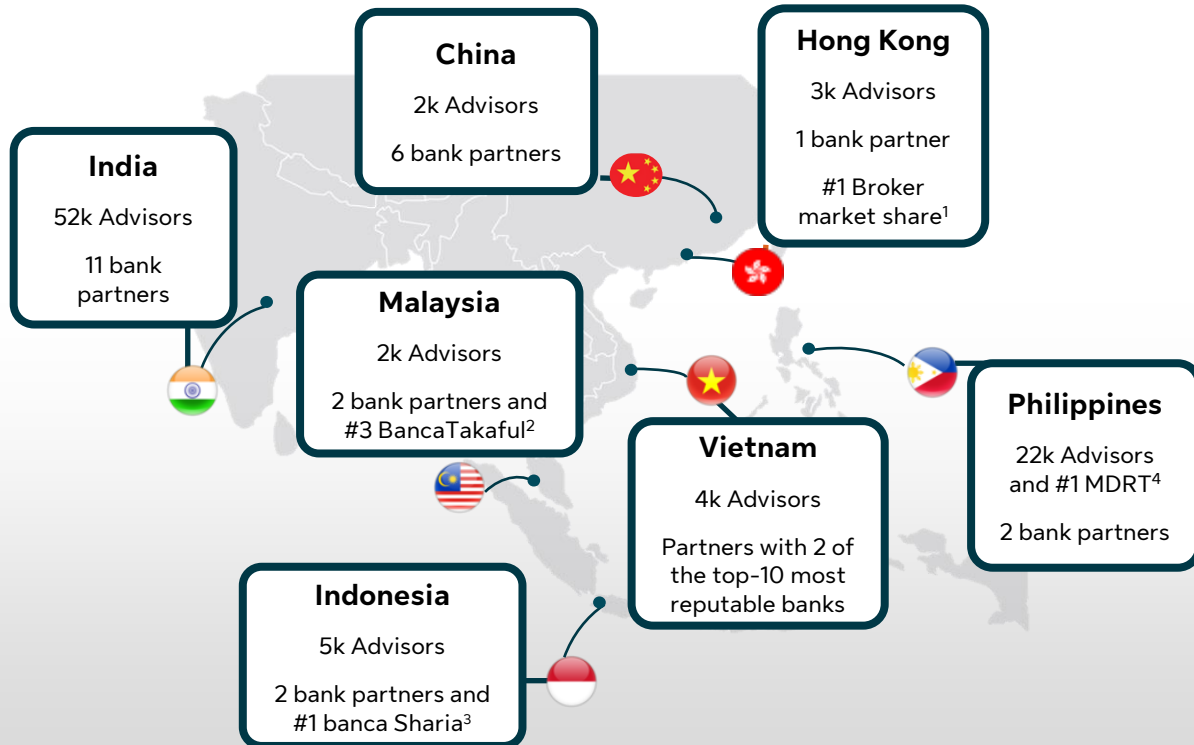 China
2k Advisors
6 bank partners
Hong Kong
3k Advisors
1 bank partner
#1 Broker
market share¹
India
52k Advisors
11 bank
partners
Malaysia
2k Advisors
2 bank partners and
#3 BancaTakaful²
Vietnam
4k Advisors
Partners with 2 of
the top-10 most
reputable banks
Philippines
22k Advisors
and #1 MDRT⁴
2 bank partners
Indonesia
5k Advisors
2 bank partners and
#1 banca Sharia³